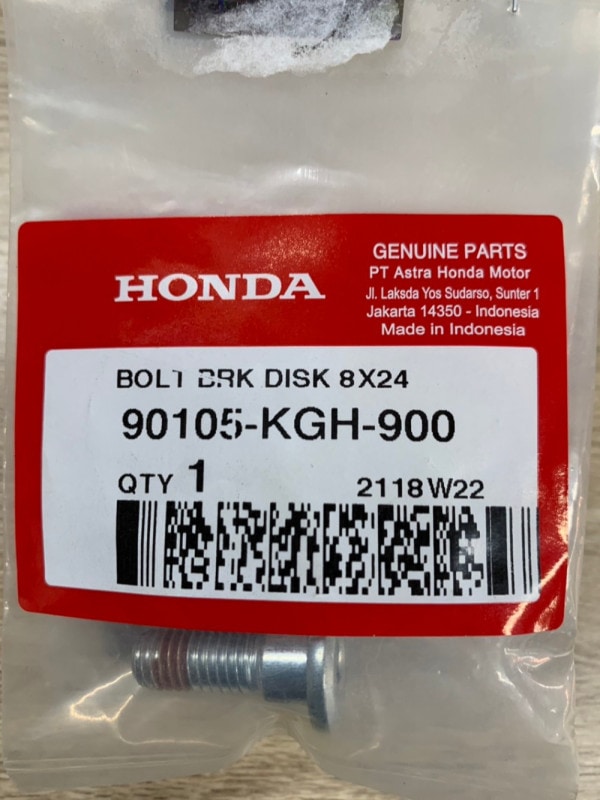 HONDA
GENUINE PARTS
PT Astra Honda Motor
Jl. Laksda Yos Sudarso, Sunter 1
Jakarta 14350 - Indonesia
Made in Indonesia
BOLT BRK DISK 8X24
90105-KGH-900
QTY 1
2118 W22